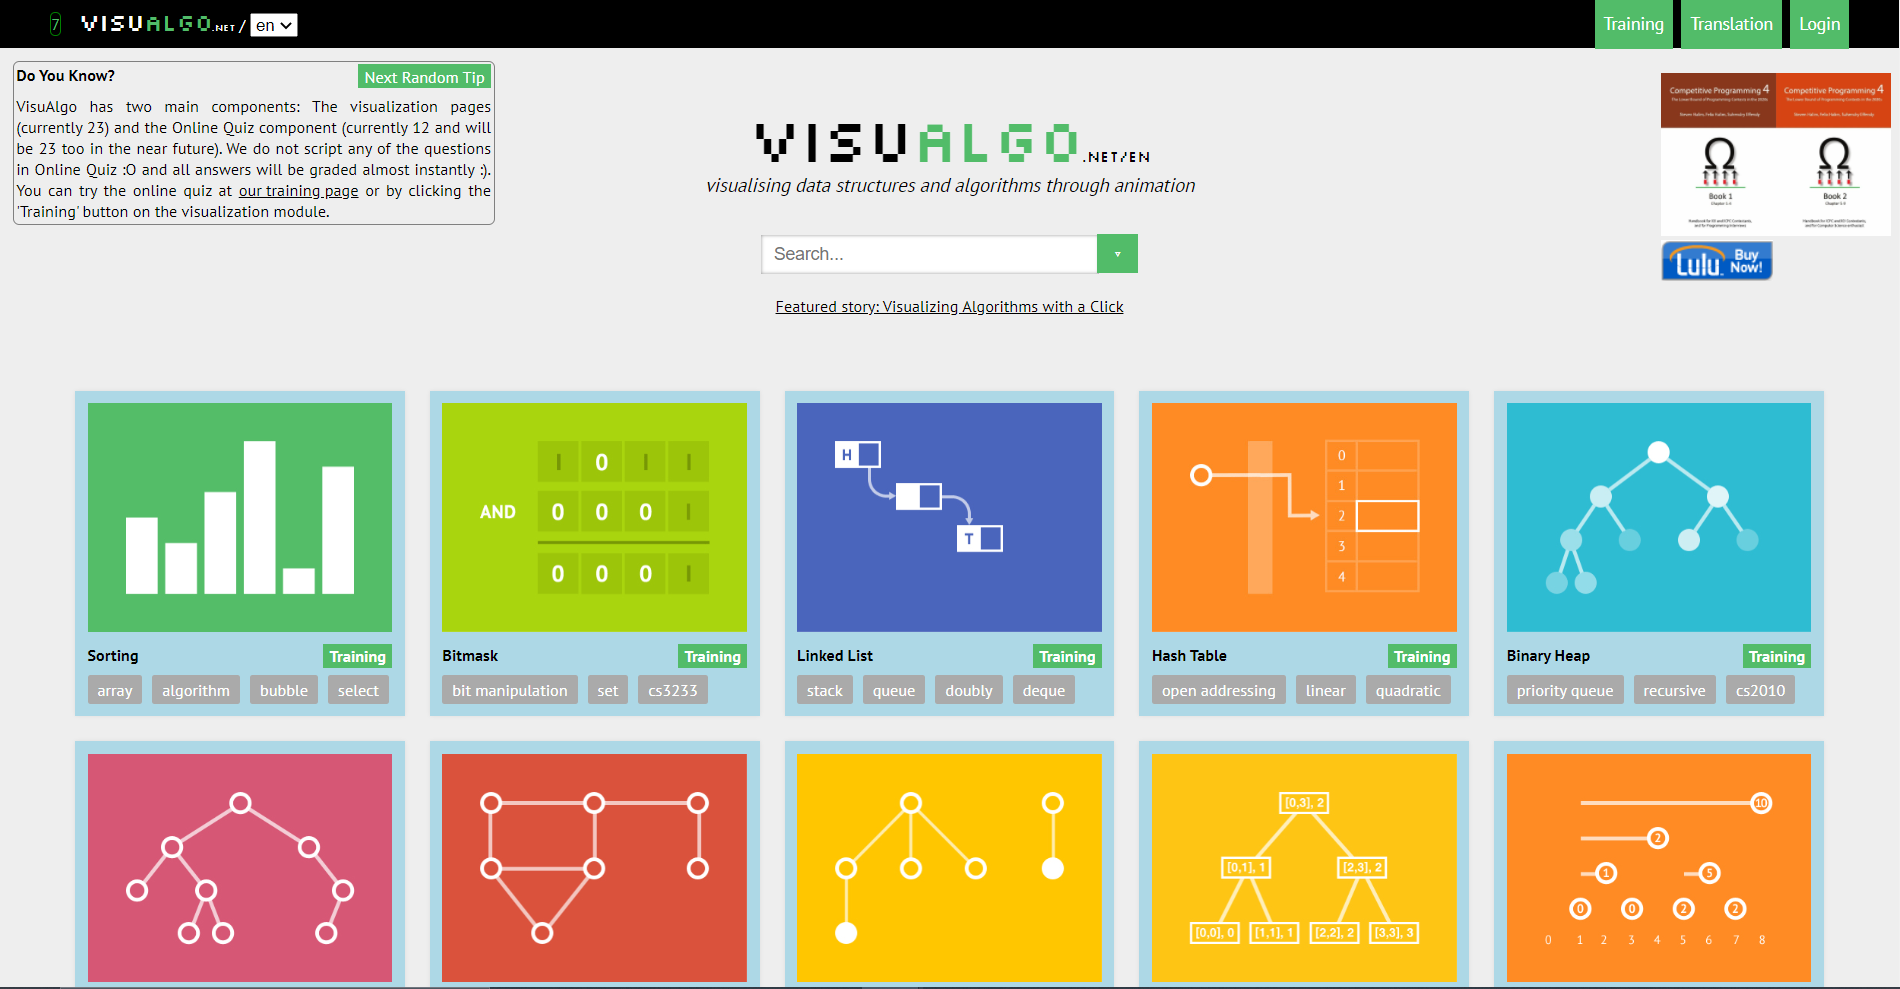 7 VISUALGO.NET / en
Training Translation Login
Do You Know? Next Random Tip
VisuAlgo has two main components: The visualization pages
(currently 23) and the Online Quiz component (currently 12 and will
be 23 too in the near future). We do not script any of the questions
in Online Quiz :O and all answers will be graded almost instantly :).
You can try the online quiz at our training page or by clicking the
'Training' button on the visualization module.
VISUALGO.NET/EN
visualising data structures and algorithms through animation
Search...
Featured story: Visualizing Algorithms with a Click
Competitive Programming 4
Competitive Programming 4
Book 1
Book 2
Lulu Buy Now!
1 0 1 1
AND 0 0 0 1
0 0 0 1
H
T
0
1
2
3
4
Sorting Training
array algorithm bubble select
Bitmask Training
bit manipulation set cs3233
Linked List Training
stack queue doubly deque
Hash Table Training
open addressing linear quadratic
Binary Heap Training
priority queue recursive cs2010
[0,3], 2
[0,1], 1 [2,3], 2
[0,0], 0 [1,1], 1 [2,2], 2 [3,3], 3
10
2
1 5
0 0 2 2
0 1 2 3 4 5 6 7 8